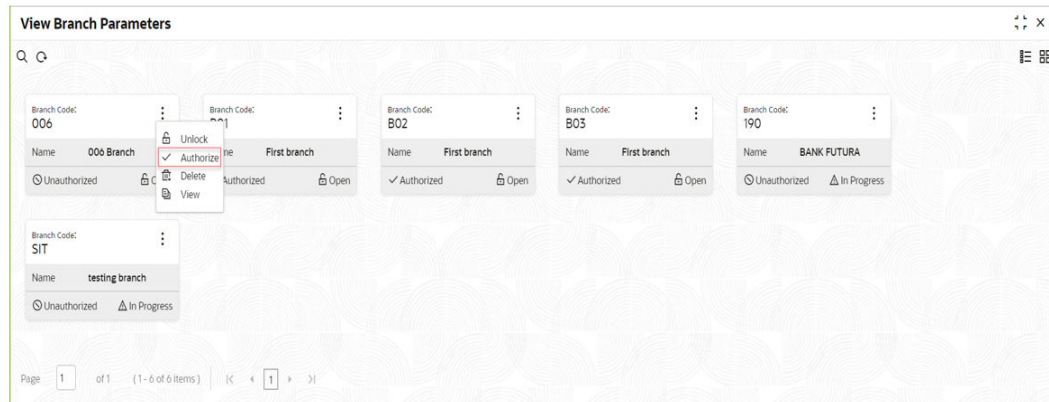 View Branch Parameters
Branch Code: Branch Code: Branch Code: Branch Code: Branch Code:
006 B02 B03 190
Unlock
Authorize
Delete
View
Name 006 Branch First branch Name First branch Name First branch Name BANK FUTURA
Unauthorized Authorized Open Authorized Open Authorized Open Unauthorized In Progress
Branch Code:
SIT
Name testing branch
Unauthorized In Progress
Page 1 of 1 (1 - 6 of 6 items) 1